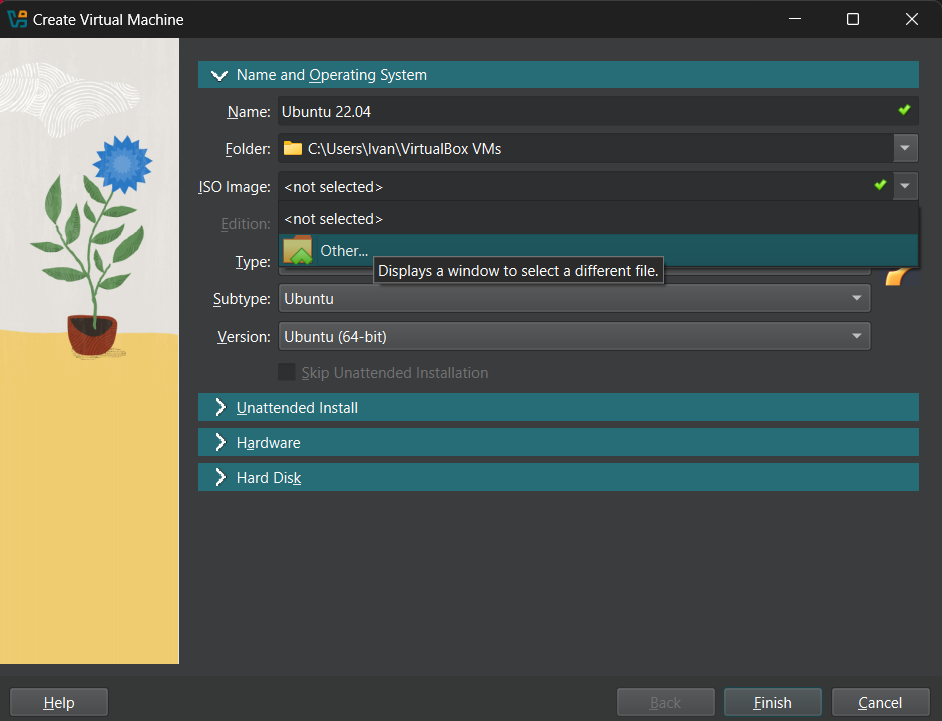 Create Virtual Machine
Name and Operating System
Name: Ubuntu 22.04
Folder: C:\Users\Ivan\VirtualBox VMs
ISO Image: <not selected>
<not selected>
Edition:
Other...
Type:
Displays a window to select a different file.
Subtype: Ubuntu
Version: Ubuntu (64-bit)
Skip Unattended Installation
Unattended Install
Hardware
Hard Disk
Help Back Finish Cancel